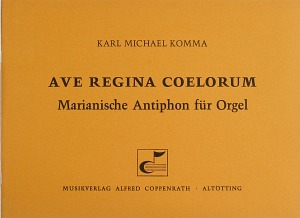 KARL MICHAEL KOMMA
AVE REGINA COELORUM
Marianische Antiphon für Orgel
MUSIKVERLAG ALFRED COPPENRATH · ALTÖTTING